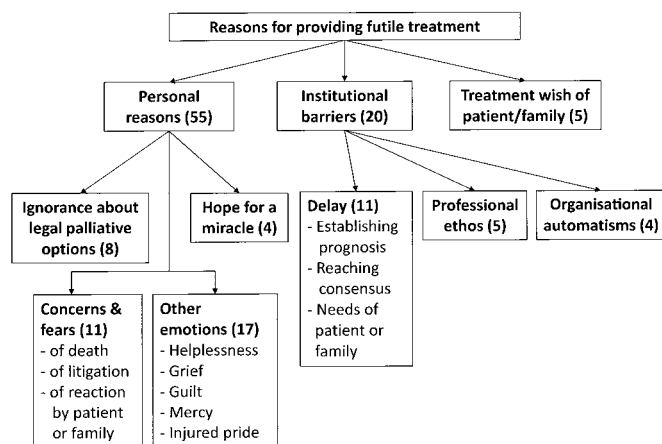 Reasons for providing futile treatment
Personal
reasons (55)
Institutional
barriers (20)
Treatment wish of
patient/family (5)
Ignorance about
legal palliative
options (8)
Hope for a
miracle (4)
Delay (11)
- Establishing
prognosis
- Reaching
consensus
- Needs of
patient or
family
Professional
ethos (5)
Organisational
automatisms (4)
Concerns &
fears (11)
- of death
- of litigation
- of reaction
by patient
or family
Other
emotions (17)
- Helplessness
- Grief
- Guilt
- Mercy
- Injured pride